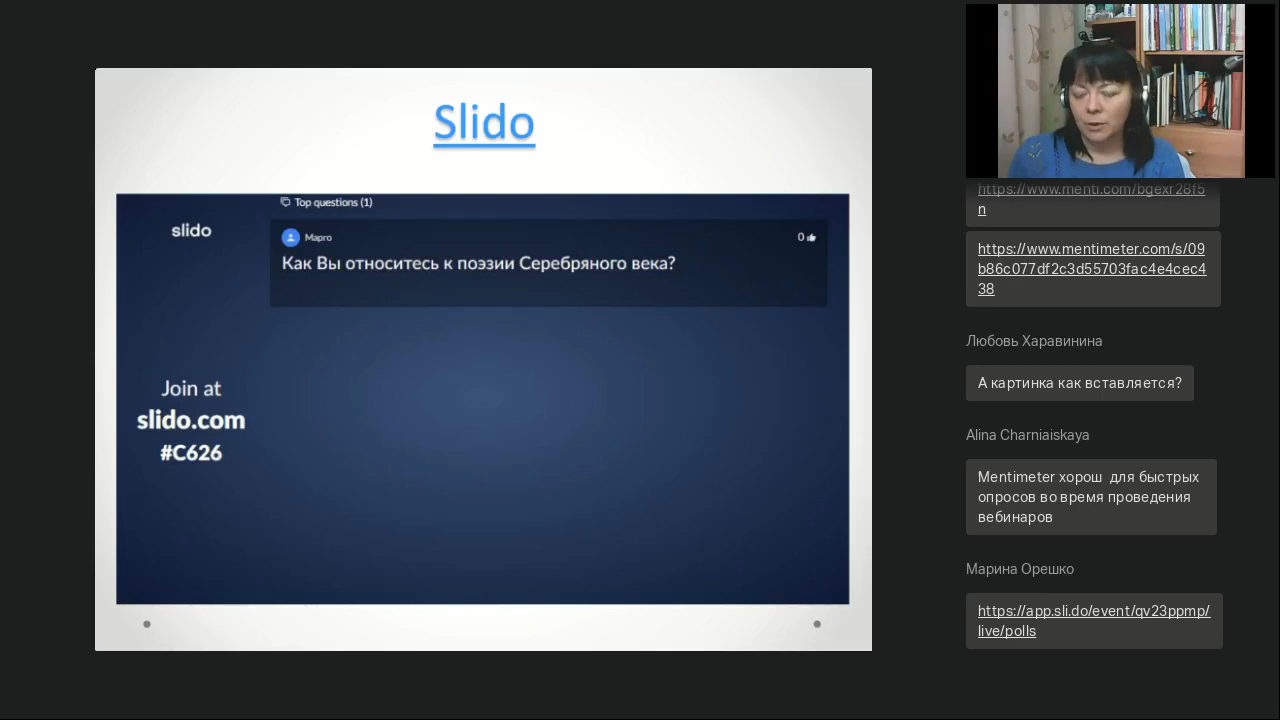 Slido
Top questions (1)
slido
Марго
0
Как Вы относитесь к поэзии Серебряного века?
Join at
slido.com
#C626
https://www.menti.com/bgexr28f5
n
https://www.mentimeter.com/s/09
b86c077df2c3d55703fac4e4cec4
38
Любовь Харавинина
А картинка как вставляется?
Alina Charniaiskaya
Mentimeter хорош для быстрых
опросов во время проведения
вебинаров
Марина Орешко
https://app.sli.do/event/qv23ppmp/
live/polls